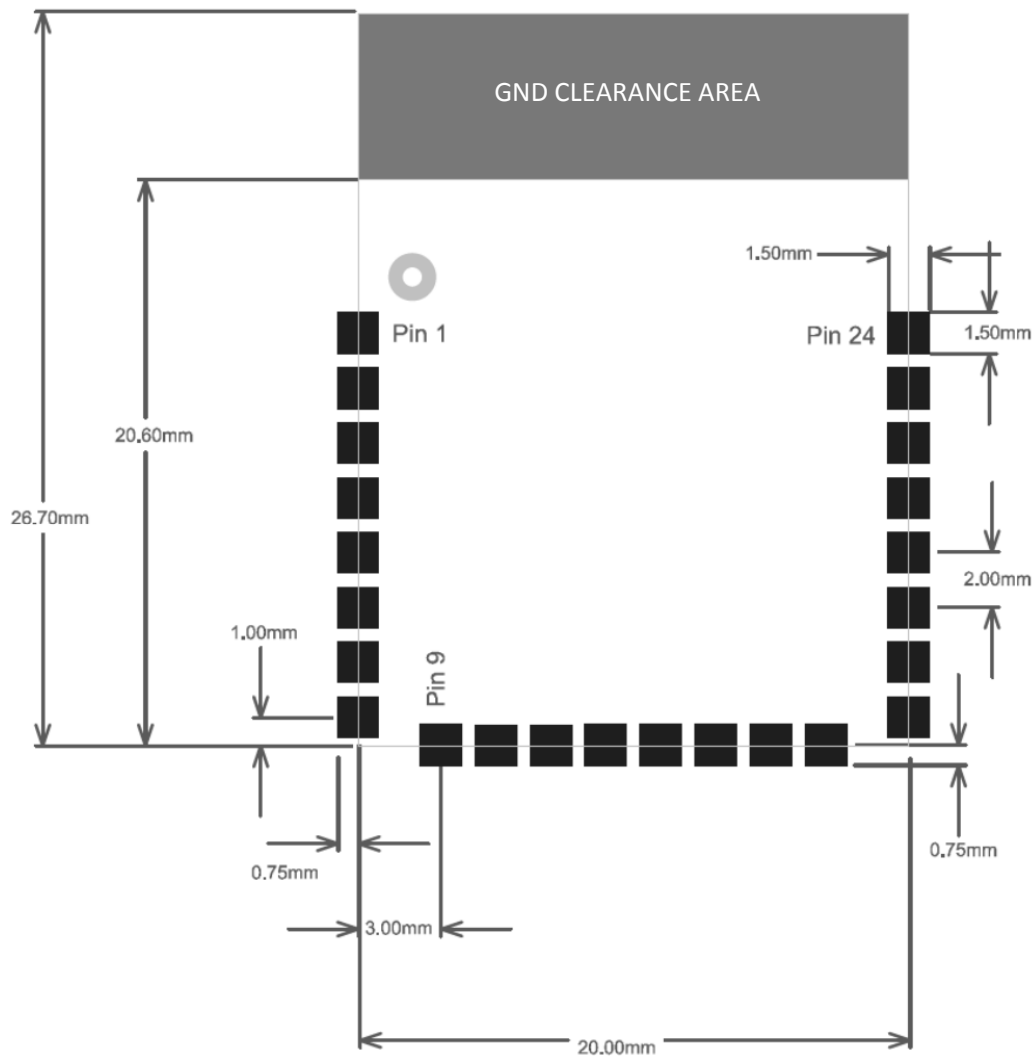 GND CLEARANCE AREA
1.50mm
Pin 1
Pin 24
1.50mm
20.60mm
26.70mm
2.00mm
1.00mm
Pin 9
0.75mm
0.75mm
3.00mm
20.00mm